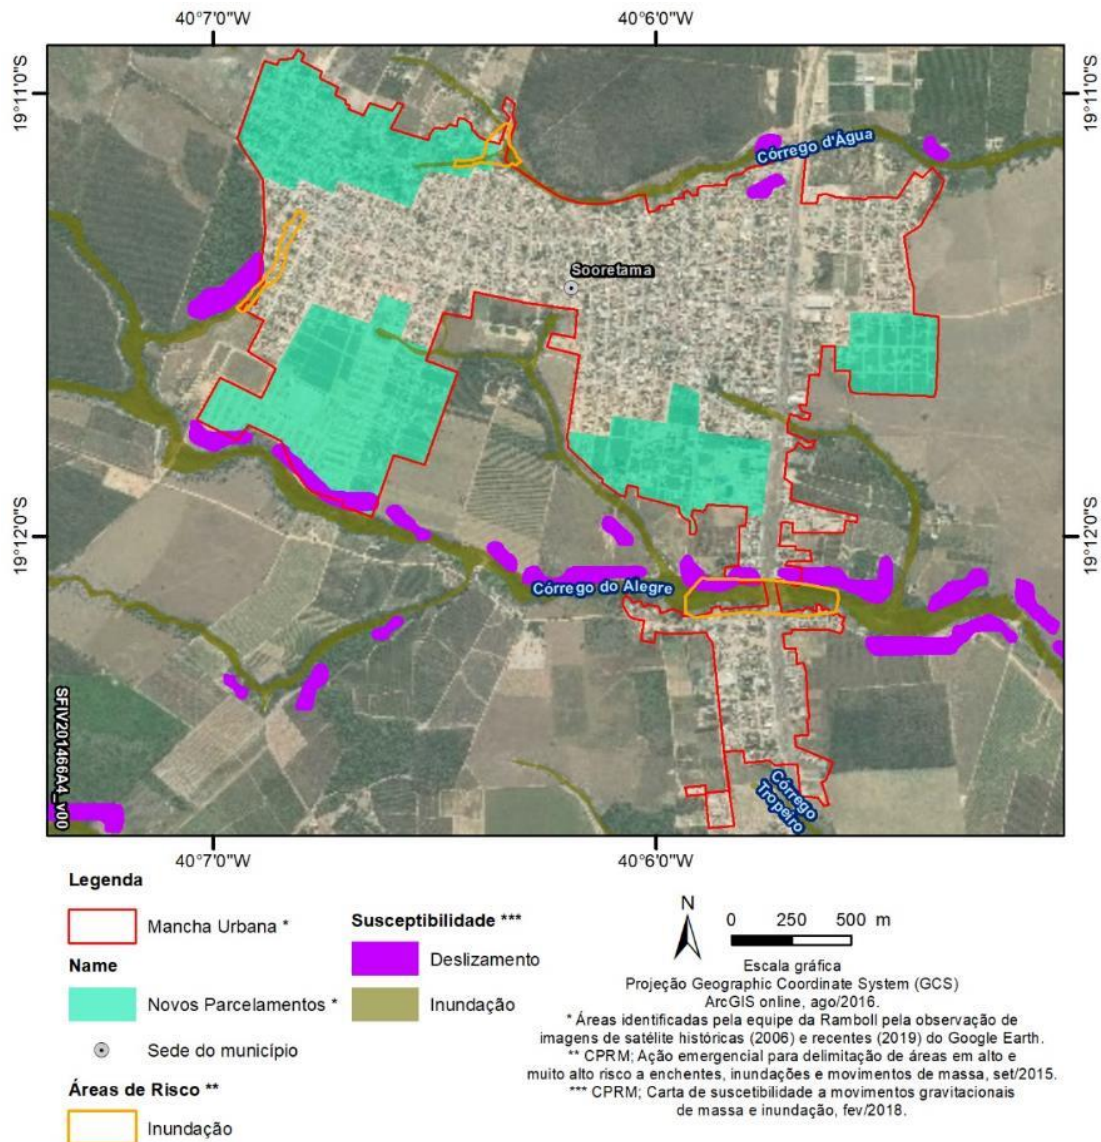 40°7'0"W
40°6'0"W
19°11'0"S
19°11'0"S
Córrego d'Água
Sooretama
19°12'0"S
19°12'0"S
Córrego do Alegre
SFIV201466A4_v00
Córrego
Tropeiro
40°7'0"W
40°6'0"W
Legenda
Mancha Urbana *
Name
Novos Parcelamentos *
Sede do município
Áreas de Risco **
Inundação
Susceptibilidade ***
Deslizamento
Inundação
N
0 250 500 m
Escala gráfica
Projeção Geographic Coordinate System (GCS)
ArcGIS online, ago/2016.
* Áreas identificadas pela equipe da Ramboll pela observação de
imagens de satélite históricas (2006) e recentes (2019) do Google Earth.
** CPRM; Ação emergencial para delimitação de áreas em alto e
muito alto risco a enchentes, inundações e movimentos de massa, set/2015.
*** CPRM; Carta de suscetibilidade a movimentos gravitacionais
de massa e inundação, fev/2018.